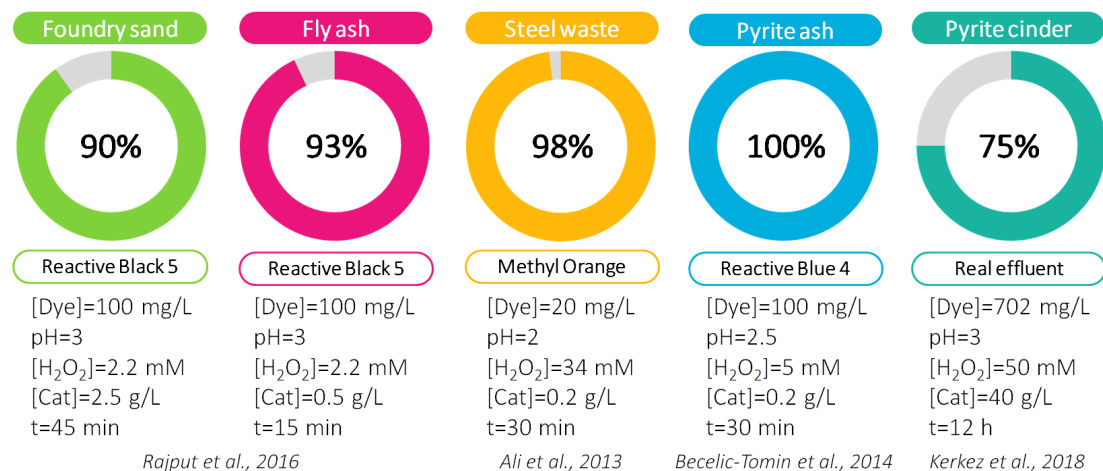 Foundry sand
90%
Reactive Black 5
[Dye]=100 mg/L
pH=3
[H₂O₂]=2.2 mM
[Cat]=2.5 g/L
t=45 min
Fly ash
93%
Reactive Black 5
[Dye]=100 mg/L
pH=3
[H₂O₂]=2.2 mM
[Cat]=0.5 g/L
t=15 min
Rajput et al., 2016
Steel waste
98%
Methyl Orange
[Dye]=20 mg/L
pH=2
[H₂O₂]=34 mM
[Cat]=0.2 g/L
t=30 min
Ali et al., 2013
Pyrite ash
100%
Reactive Blue 4
[Dye]=100 mg/L
pH=2.5
[H₂O₂]=5 mM
[Cat]=0.2 g/L
t=30 min
Becelic-Tomin et al., 2014
Pyrite cinder
75%
Real effluent
[Dye]=702 mg/L
pH=3
[H₂O₂]=50 mM
[Cat]=40 g/L
t=12 h
Kerkez et al., 2018